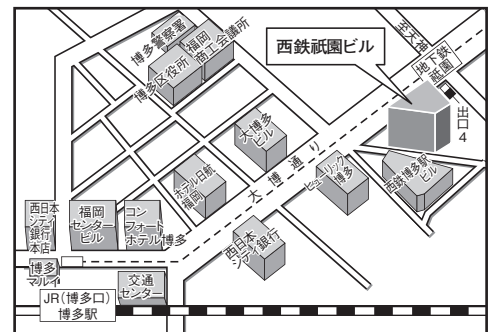 博多警察署
福岡
商工会議所
博多区役所
西鉄祇園ビル
至天神
地下鉄
祇園
出口4
大博多
ビル
大博通り
ホテル日航
福岡
ヒューリック
博多
西鉄博多駅
ビル
西日本
シティ
銀行
本店
福岡
センター
ビル
コン
フォート
ホテル博多
西日本
シティ銀行
博多
マルイ
交通
センター
JR(博多口)
博多駅